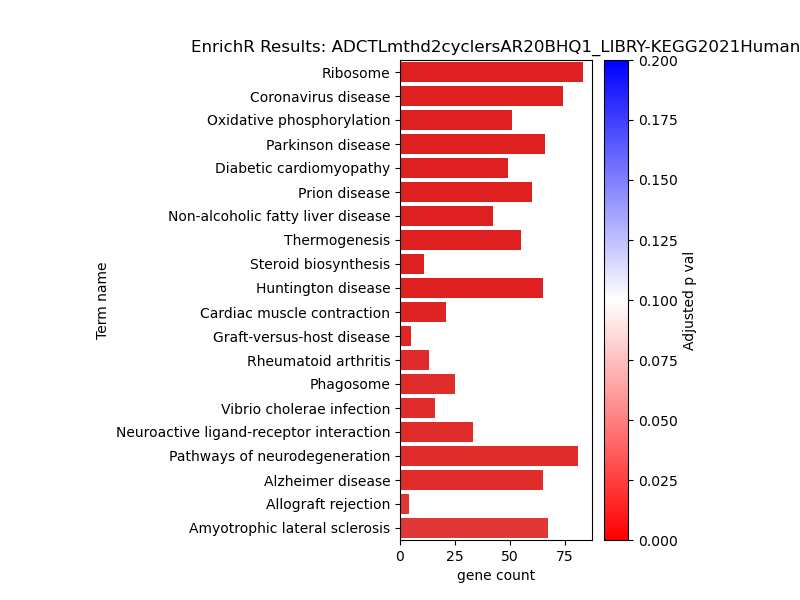 EnrichR Results: ADCTLmthd2cyclersAR20BHQ1_LIBRY-KEGG2021Human
Term name
Ribosome
Coronavirus disease
Oxidative phosphorylation
Parkinson disease
Diabetic cardiomyopathy
Prion disease
Non-alcoholic fatty liver disease
Thermogenesis
Steroid biosynthesis
Huntington disease
Cardiac muscle contraction
Graft-versus-host disease
Rheumatoid arthritis
Phagosome
Vibrio cholerae infection
Neuroactive ligand-receptor interaction
Pathways of neurodegeneration
Alzheimer disease
Allograft rejection
Amyotrophic lateral sclerosis
0 25 50 75
gene count
0.200
0.175
0.150
0.125
0.100
0.075
0.050
0.025
0.000
Adjusted p val